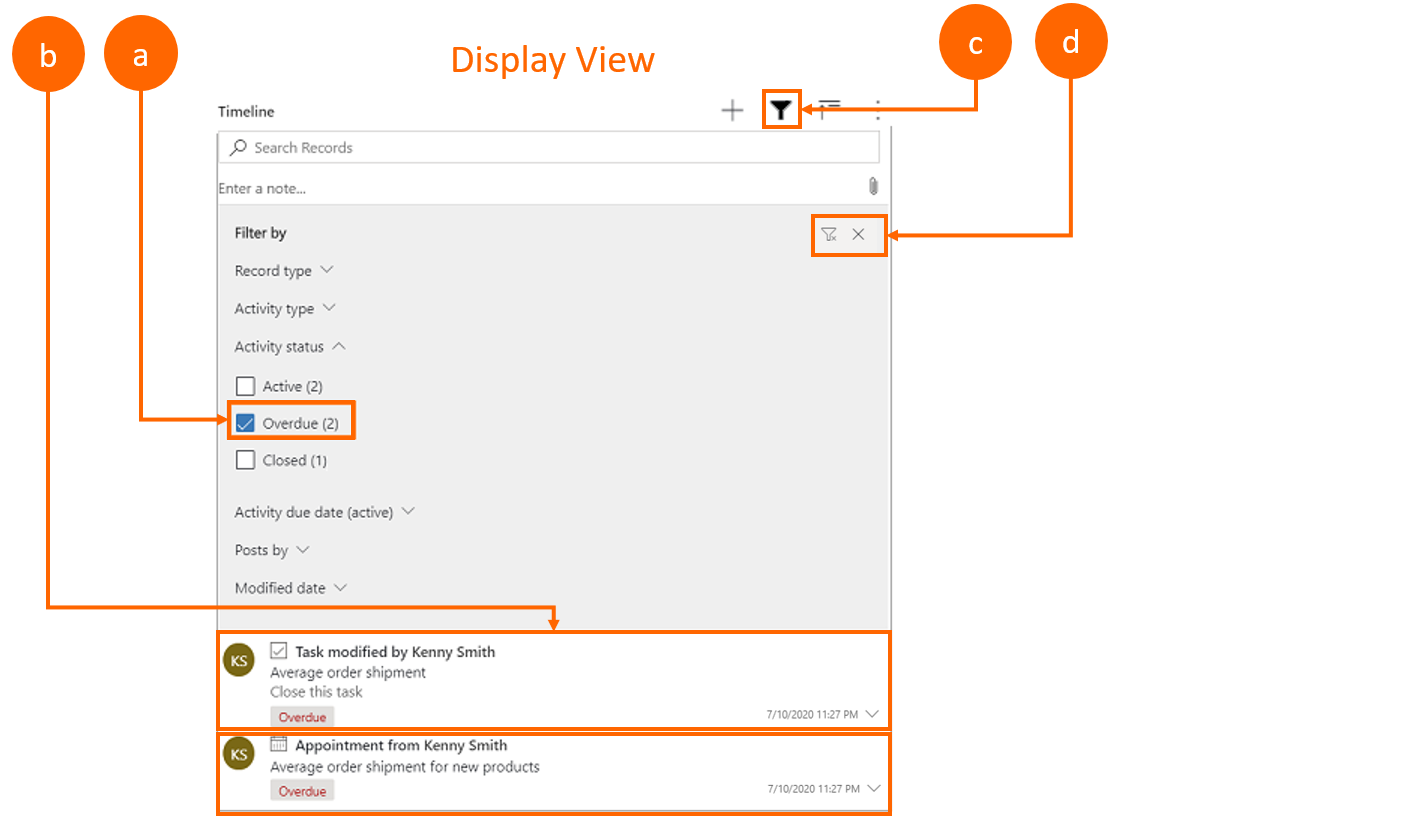 b
a
Display View
c
d
Timeline
Search Records
Enter a note...
Filter by
Record type
Activity type
Activity status
Active (2)
Overdue (2)
Closed (1)
Activity due date (active)
Posts by
Modified date
KS
Task modified by Kenny Smith
Average order shipment
Close this task
Overdue
7/10/2020 11:27 PM
KS
Appointment from Kenny Smith
Average order shipment for new products
Overdue
7/10/2020 11:27 PM